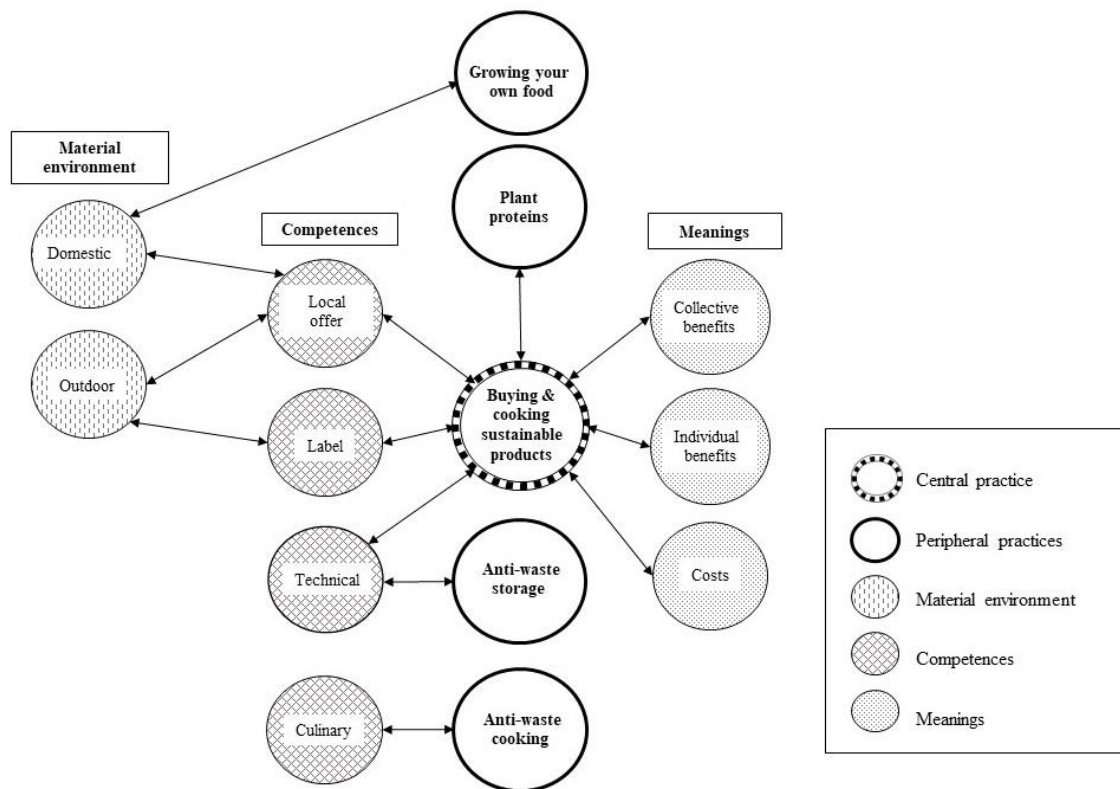 Growing your
own food
Material
environment
Plant
proteins
Competences
Meanings
Domestic
Local
offer
Collective
benefits
Outdoor
Buying &
cooking
sustainable
products
Label
Individual
benefits
Technical
Anti-waste
storage
Costs
Culinary
Anti-waste
cooking
Central practice
Peripheral practices
Material environment
Competences
Meanings